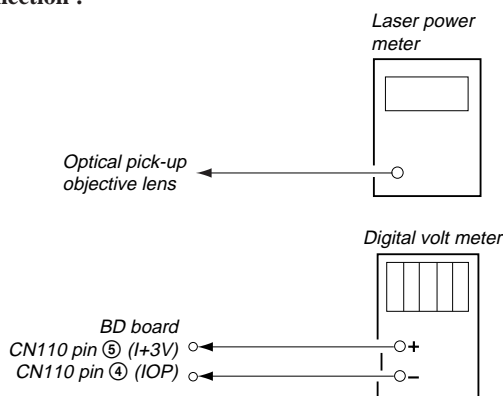 Laser power
meter
Optical pick-up
objective lens
Digital volt meter
BD board
CN110 pin ⑤ (I+3V)
+
CN110 pin ④ (IOP)
–